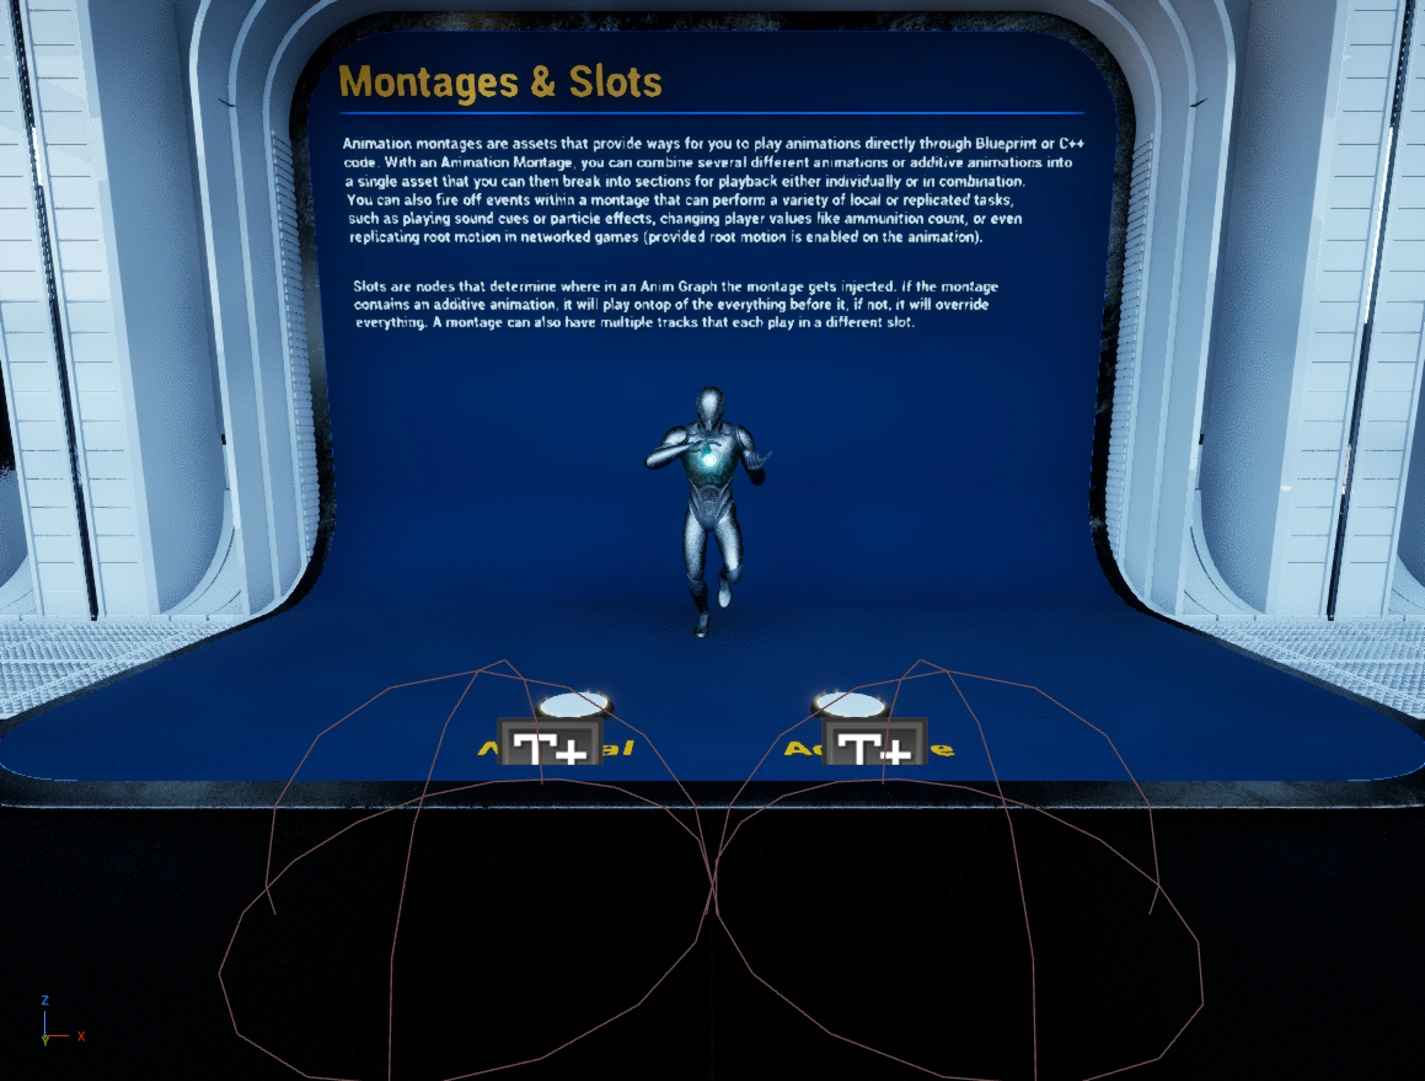 Montages & Slots
Animation montages are assets that provide ways for you to play animations directly through Blueprint or C++
code. With an Animation Montage, you can combine several different animations or additive animations into
a single asset that you can then break into sections for playback either individually or in combination.
You can also fire off events within a montage that can perform a variety of local or replicated tasks,
such as playing sound cues or particle effects, changing player values like ammunition count, or even
replicating root motion in networked games (provided root motion is enabled on the animation).
Slots are nodes that determine where in an Anim Graph the montage gets injected. If the montage
contains an additive animation, it will play ontop of the everything before it, if not, it will override
everything. A montage can also have multiple tracks that each play in a different slot.
T+ T+
Z
X
Y